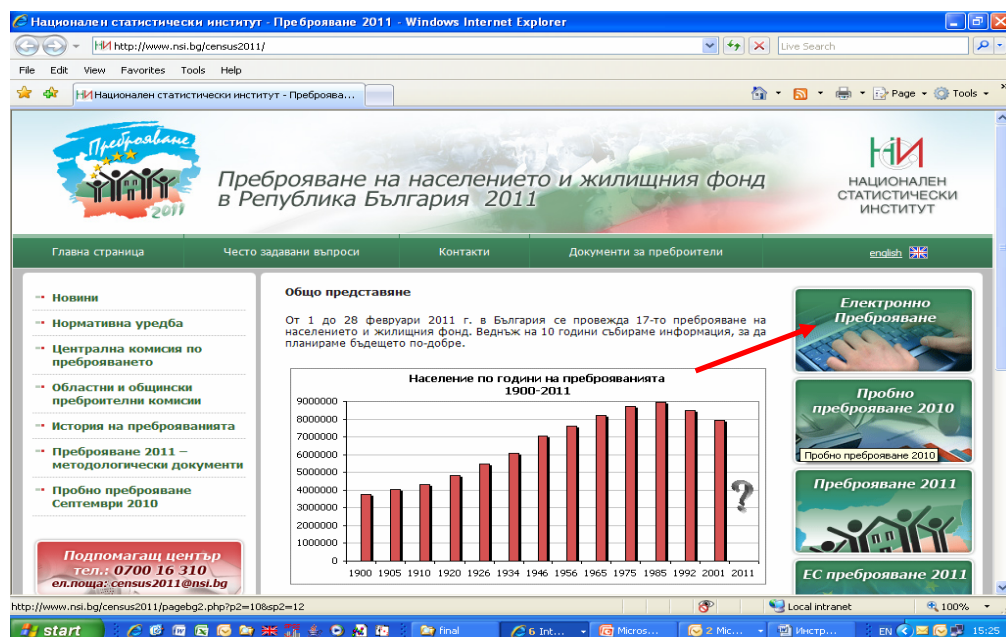 Национален статистически институт - Преброяване 2011 - Windows Internet Explorer
http://www.nsi.bg/census2011/
Live Search
File Edit View Favorites Tools Help
Национален статистически инсти­тут - Преброява...
Page Tools
Преброяване
2011
Преброяване на населението и жилищния фонд
в Република България 2011
НАЦИОНАЛЕН
СТАТИСТИЧЕСКИ
ИНСТИТУТ
Главна страница Често задавани въпроси Контакти Документи за преброители english
Новини
Нормативна уредба
Централна комисия по
преброяването
Областни и общински
преброителни комисии
История на преброяванията
Преброяване 2011 –
методологически документи
Пробно преброяване
Септември 2010
Подпомагащ център
тел.: 0700 16 310
ел.поща: census2011@nsi.bg
Общо представяне
От 1 до 28 февруари 2011 г. в България се провежда 17-то преброяване на
населението и жилищния фонд. Веднъж на 10 години събираме информация, за да
планираме бъдещето по-добре.
Население по години на преброяванията
1900-2011
9000000
8000000
7000000
6000000
5000000
4000000
3000000
2000000
1000000
0
1900 1905 1910 1920 1926 1934 1946 1956 1965 1975 1985 1992 2001 2011
?
Електронно
Преброяване
Пробно
преброяване 2010
Пробно преброяване 2010
Преброяване 2011
ЕС преброяване 2011
http://www.nsi.bg/census2011/pagebg2.php?p2=10&sp2=12
Local intranet 100%
start final 6 Int... Micros... 2 Mic... Инстр... EN 15:25